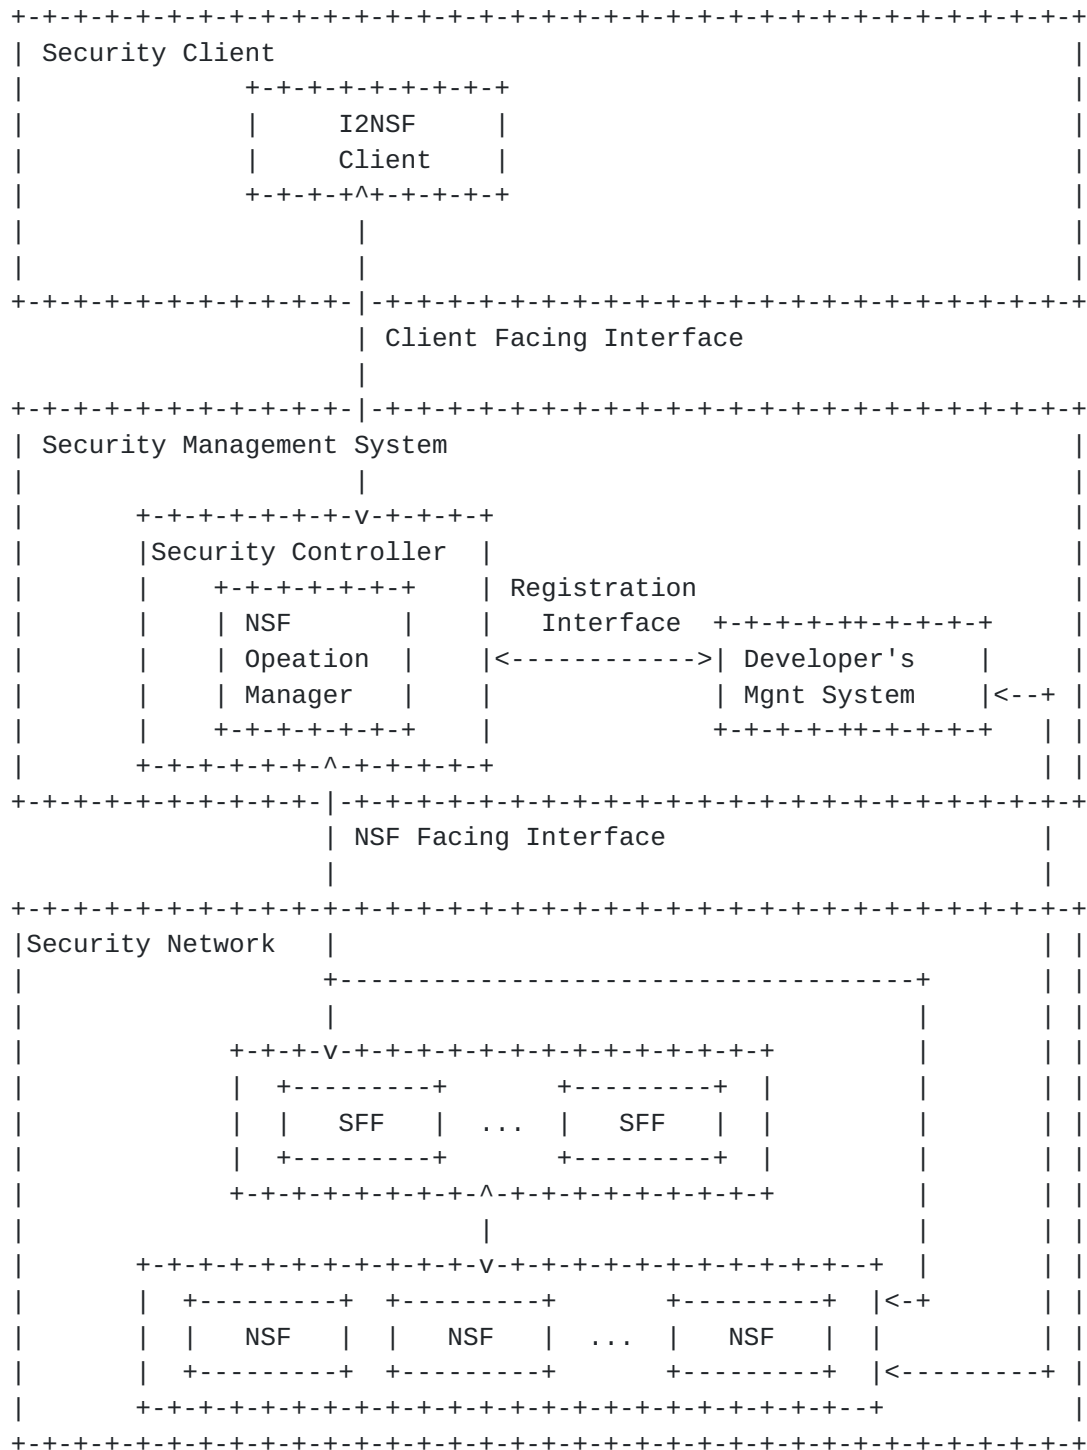 Security Client
I2NSF
Client
Client Facing Interface
Security Management System
Security Controller
Registration
NSF Interface
Opeation Developer's
Manager Mgnt System
NSF Facing Interface
Security Network
SFF ... SFF
NSF NSF ... NSF